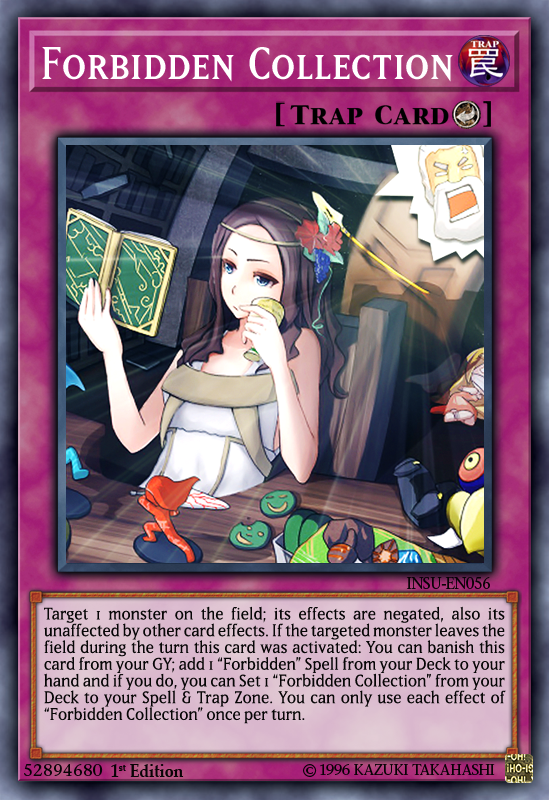 FORBIDDEN COLLECTION
TRAP
罠
[TRAP CARD]
INSU-EN056
Target 1 monster on the field; its effects are negated, also its
unaffected by other card effects. If the targeted monster leaves the
field during the turn this card was activated: You can banish
this card from your GY; add 1 “Forbidden” Spell from your Deck to your
hand and if you do, you can Set 1 “Forbidden Collection” from your
Deck to your Spell & Trap Zone. You can only use each effect of
“Forbidden Collection” once per turn.
52894680 1st Edition
© 1996 KAZUKI TAKAHASHI